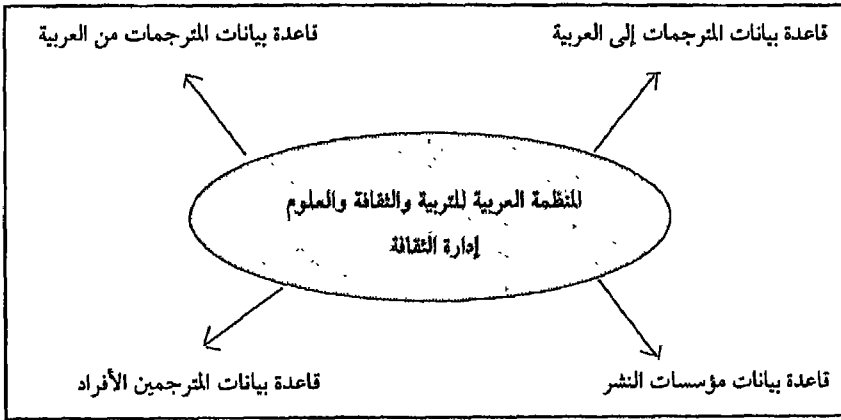 قاعدة بيانات المترجمات إلى العربية
قاعدة بيانات المترجمات من العربية
المنظمة العربية للتربية والثقافة والعلوم
إدارة الثقافة
قاعدة بيانات مؤسسات النشر
قاعدة بيانات المترجمين الأفراد